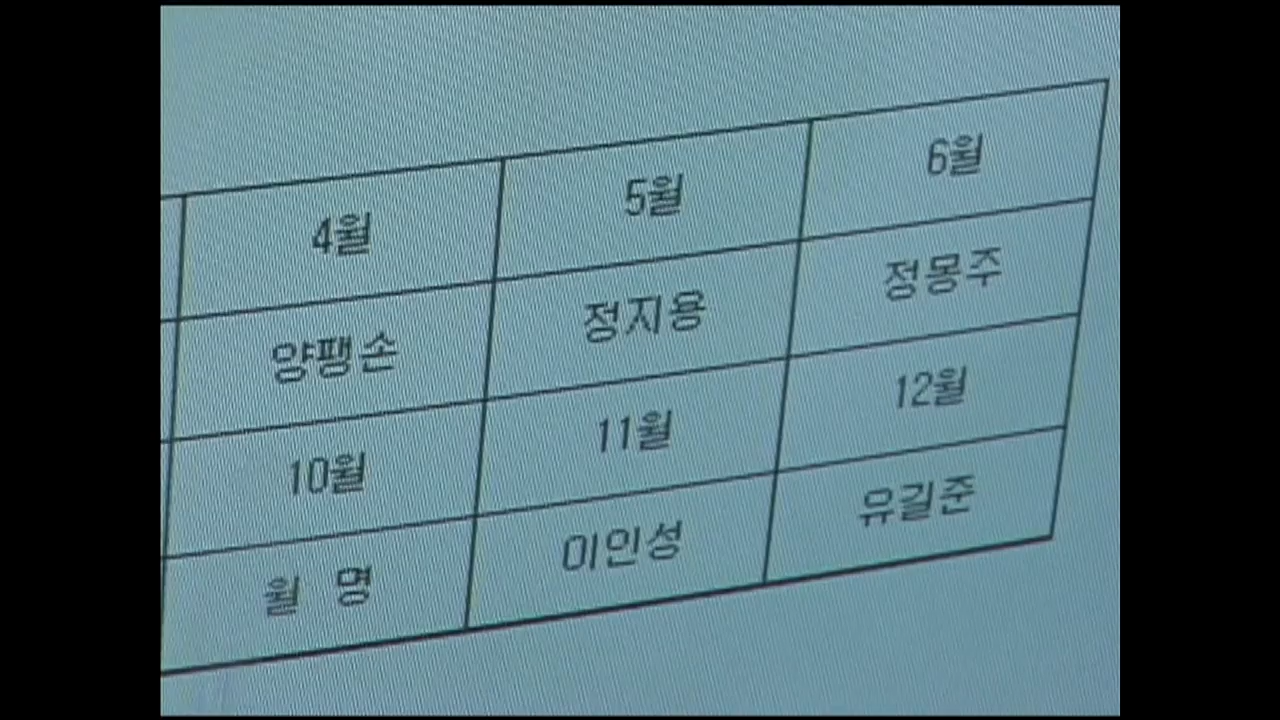 4월 5월 6월
양팽손 정지용 정몽주
10월 11월 12월
월 명 이인성 유길준